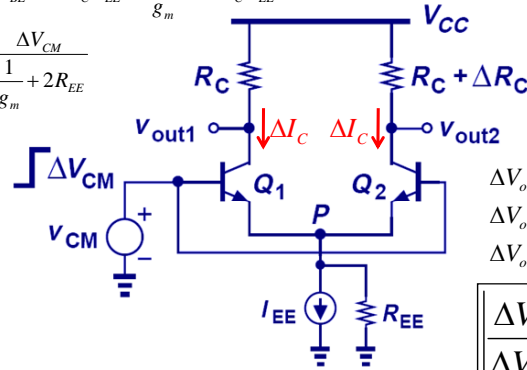 g_m
ΔV_CM
1/g_m + 2R_EE
V_CC
R_C
R_C + ΔR_C
v_out1
ΔI_C
ΔI_C
v_out2
ΔV_CM
Q_1
Q_2
P
v_CM
+
−
I_EE
R_EE
ΔV_o
ΔV_o
ΔV_o
ΔV
ΔV